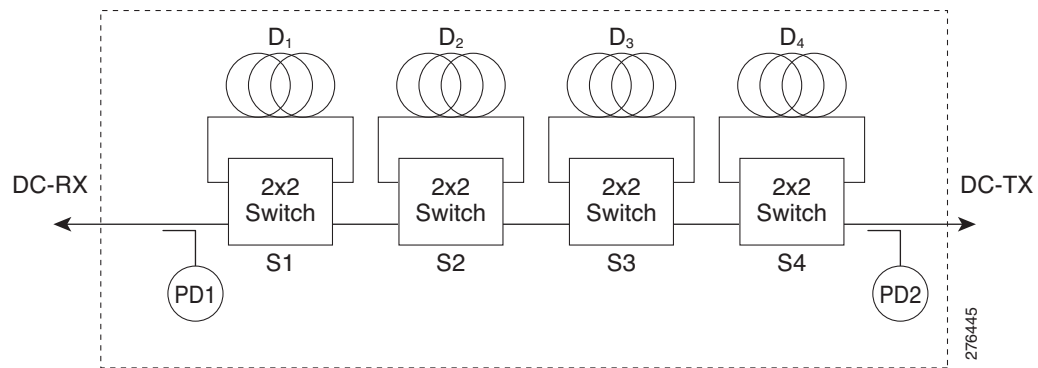 D₁ D₂ D₃ D₄
DC-RX
DC-TX
2x2 Switch
2x2 Switch
2x2 Switch
2x2 Switch
S1 S2 S3 S4
PD1
PD2
276445